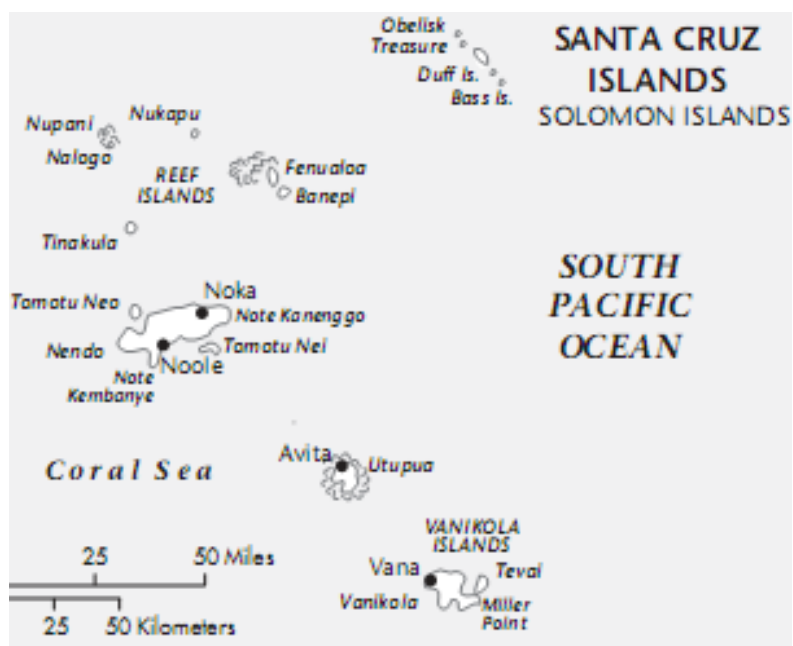 Obelisk
Treasure
Duff Is.
Bass Is.
SANTA CRUZ
ISLANDS
SOLOMON ISLANDS
Nupani
Nukapu
Nalogo
REEF
ISLANDS
Fenualoa
Banepi
Tinakula
SOUTH
PACIFIC
OCEAN
Tomotu Neo
Noka
Note Kanenggo
Nendo
Noole
Tomotu Nei
Note
Kembanye
Coral Sea
Avita
Utupua
VANIKOLA
ISLANDS
Vana
Tevai
Vanikola
Miller
Point
25 50 Miles
25 50 Kilometers